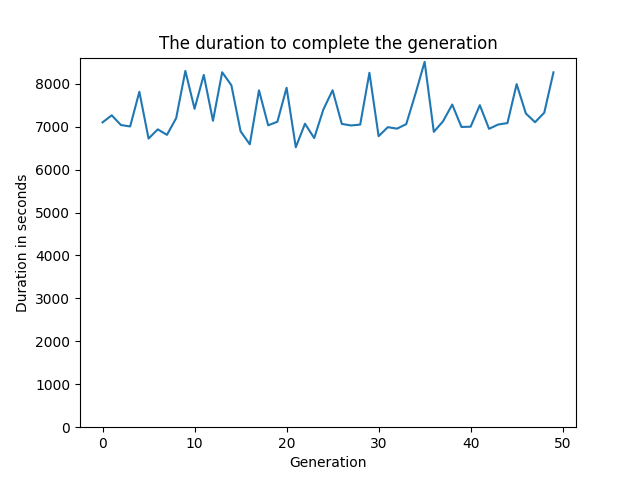 The duration to complete the generation
Duration in seconds
8000
7000
6000
5000
4000
3000
2000
1000
0
0 10 20 30 40 50
Generation